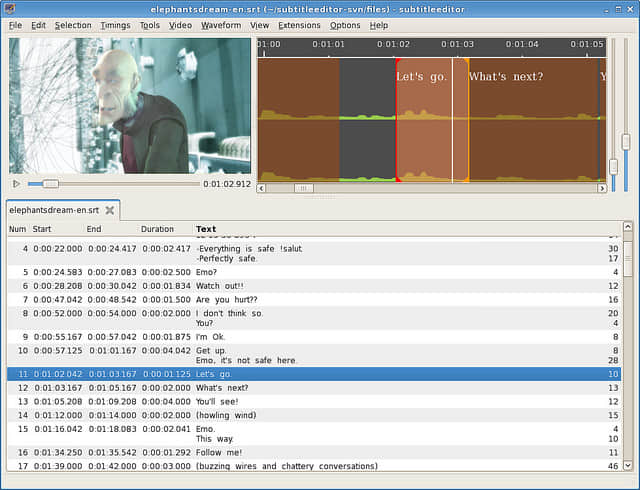 elephantsdream-en.srt (~/subtitleeditor-svn/files) - subtitleeditor
File Edit Selection Timings Tools Video Waveform View Extensions Options Help
01:00 0:01:01 0:01:02 0:01:03 0:01:04 0:01:05
Let's go. What's next? Y
0:01:02.912
elephantsdream-en.srt
Num Start End Duration Text
4 0:00:22.000 0:00:24.417 0:00:02.417 -Everything is safe !salut 30
-Perfectly safe. 17
5 0:00:24.583 0:00:27.083 0:00:02.500 Emo? 4
6 0:00:28.208 0:00:30.042 0:00:01.834 Watch out!! 12
7 0:00:47.042 0:00:48.542 0:00:01.500 Are you hurt?? 16
8 0:00:52.000 0:00:54.000 0:00:02.000 I don't think so. 20
You? 4
9 0:00:55.167 0:00:57.042 0:00:01.875 I'm Ok. 8
10 0:00:57.125 0:01:01.167 0:00:04.042 Get up. 8
Emo, it's not safe here. 28
11 0:01:02.042 0:01:03.167 0:00:01.125 Let's go. 10
12 0:01:03.167 0:01:05.167 0:00:02.000 What's next? 13
13 0:01:05.208 0:01:09.208 0:00:04.000 You'll see! 12
14 0:01:12.000 0:01:14.000 0:00:02.000 (howling wind) 15
15 0:01:16.042 0:01:18.083 0:00:02.041 Emo. 4
This way. 10
16 0:01:34.250 0:01:35.542 0:00:01.292 Follow me! 11
17 0:01:39.000 0:01:42.000 0:00:03.000 (buzzing wires and chattery conversations) 46